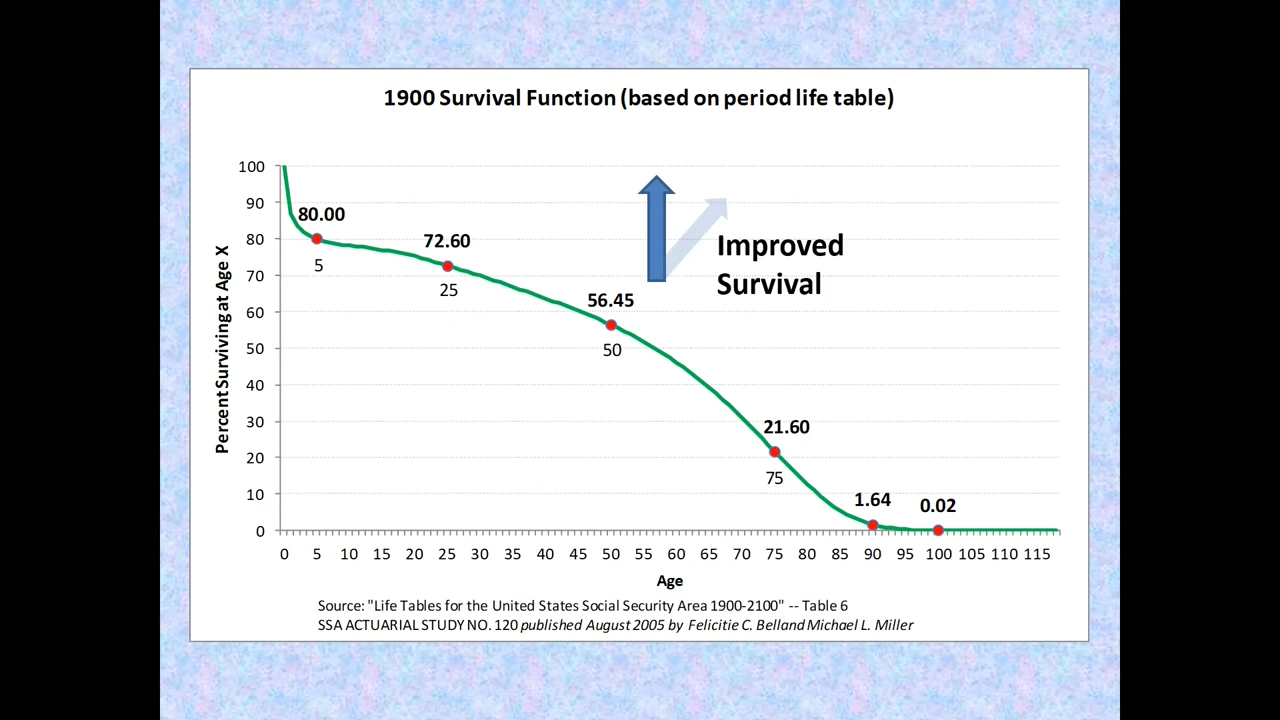 1900 Survival Function (based on period life table)
Percent Surviving at Age X
100
90
80
70
60
50
40
30
20
10
0
80.00
5
72.60
25
56.45
50
Improved
Survival
21.60
75
1.64
0.02
0 5 10 15 20 25 30 35 40 45 50 55 60 65 70 75 80 85 90 95 100 105 110 115
Age
Source: "Life Tables for the United States Social Security Area 1900-2100" -- Table 6
SSA ACTUARIAL STUDY NO. 120 published August 2005 by Felicitie C. Belland Michael L. Miller